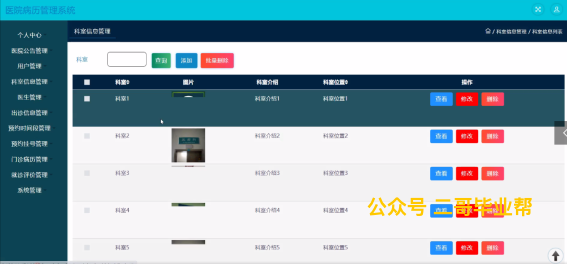 医院病历管理系统
个人中心
医院公告管理
用户管理
科室信息管理
医生管理
出诊信息管理
预约时间段管理
预约挂号管理
门诊病历管理
就诊评价管理
系统管理
科室信息管理
/ 科室信息管理 / 科室信息列表
科室 查询 添加 批量删除
科室 图片 科室介绍 科室位置 操作
科室1 科室介绍1 科室位置1 查看 修改 删除
科室2 科室介绍2 科室位置2 查看 修改 删除
科室3 科室介绍3 科室位置3 查看 修改 删除
科室4 科室介绍4 科室位置4 查看 修改 删除
公众号 二哥毕业帮
科室5 科室介绍5 科室位置5 查看 修改 删除